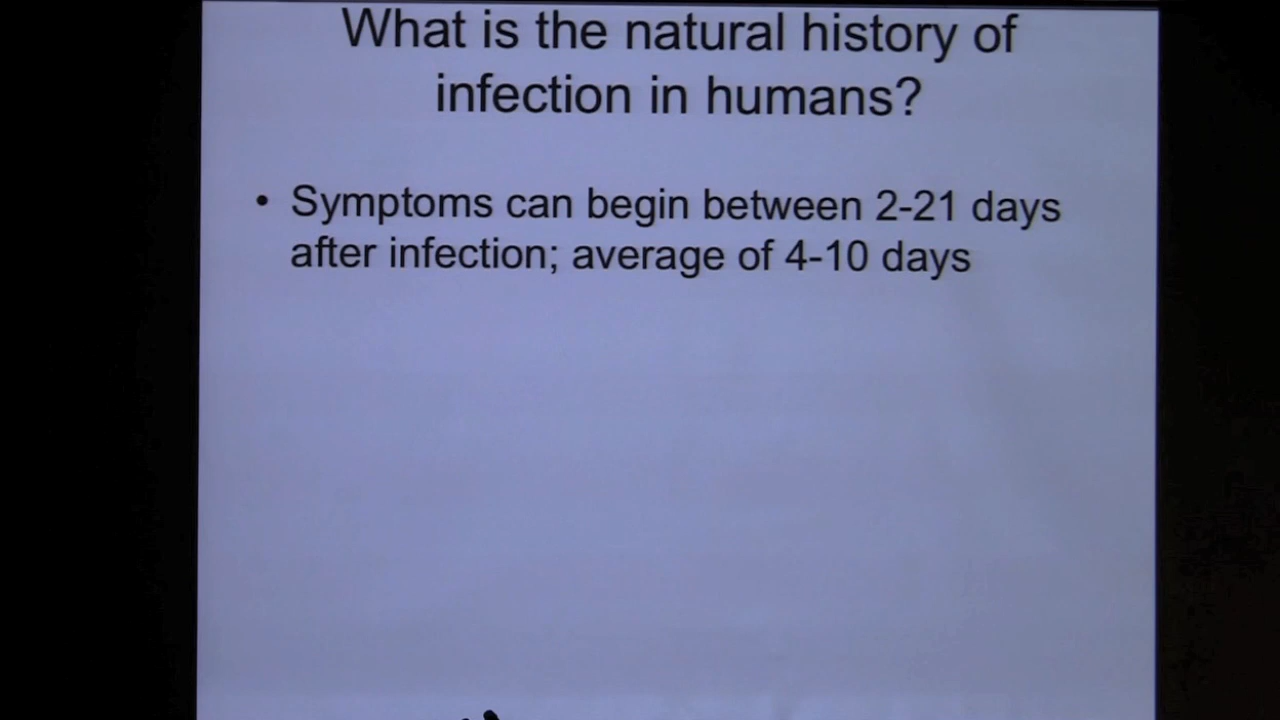 What is the natural history of
infection in humans?
• Symptoms can begin between 2-21 days
after infection; average of 4-10 days